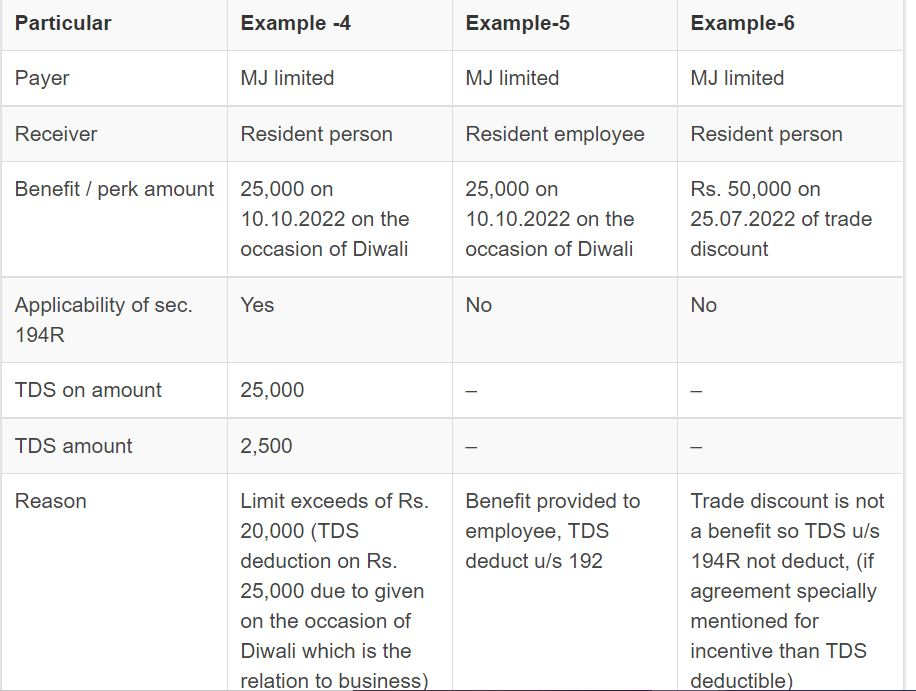 Particular
Example -4
Example-5
Example-6
Payer
MJ limited
MJ limited
MJ limited
Receiver
Resident person
Resident employee
Resident person
Benefit / perk amount
25,000 on
10.10.2022 on the
occasion of Diwali
25,000 on
10.10.2022 on the
occasion of Diwali
Rs. 50,000 on
25.07.2022 of trade
discount
Applicability of sec.
194R
Yes
No
No
TDS on amount
25,000
–
–
TDS amount
2,500
–
–
Reason
Limit exceeds of Rs.
20,000 (TDS
deduction on Rs.
25,000 due to given
on the occasion of
Diwali which is the
relation to business)
Benefit provided to
employee, TDS
deduct u/s 192
Trade discount is not
a benefit so TDS u/s
194R not deduct, (if
agreement specially
mentioned for
incentive than TDS
deductible)